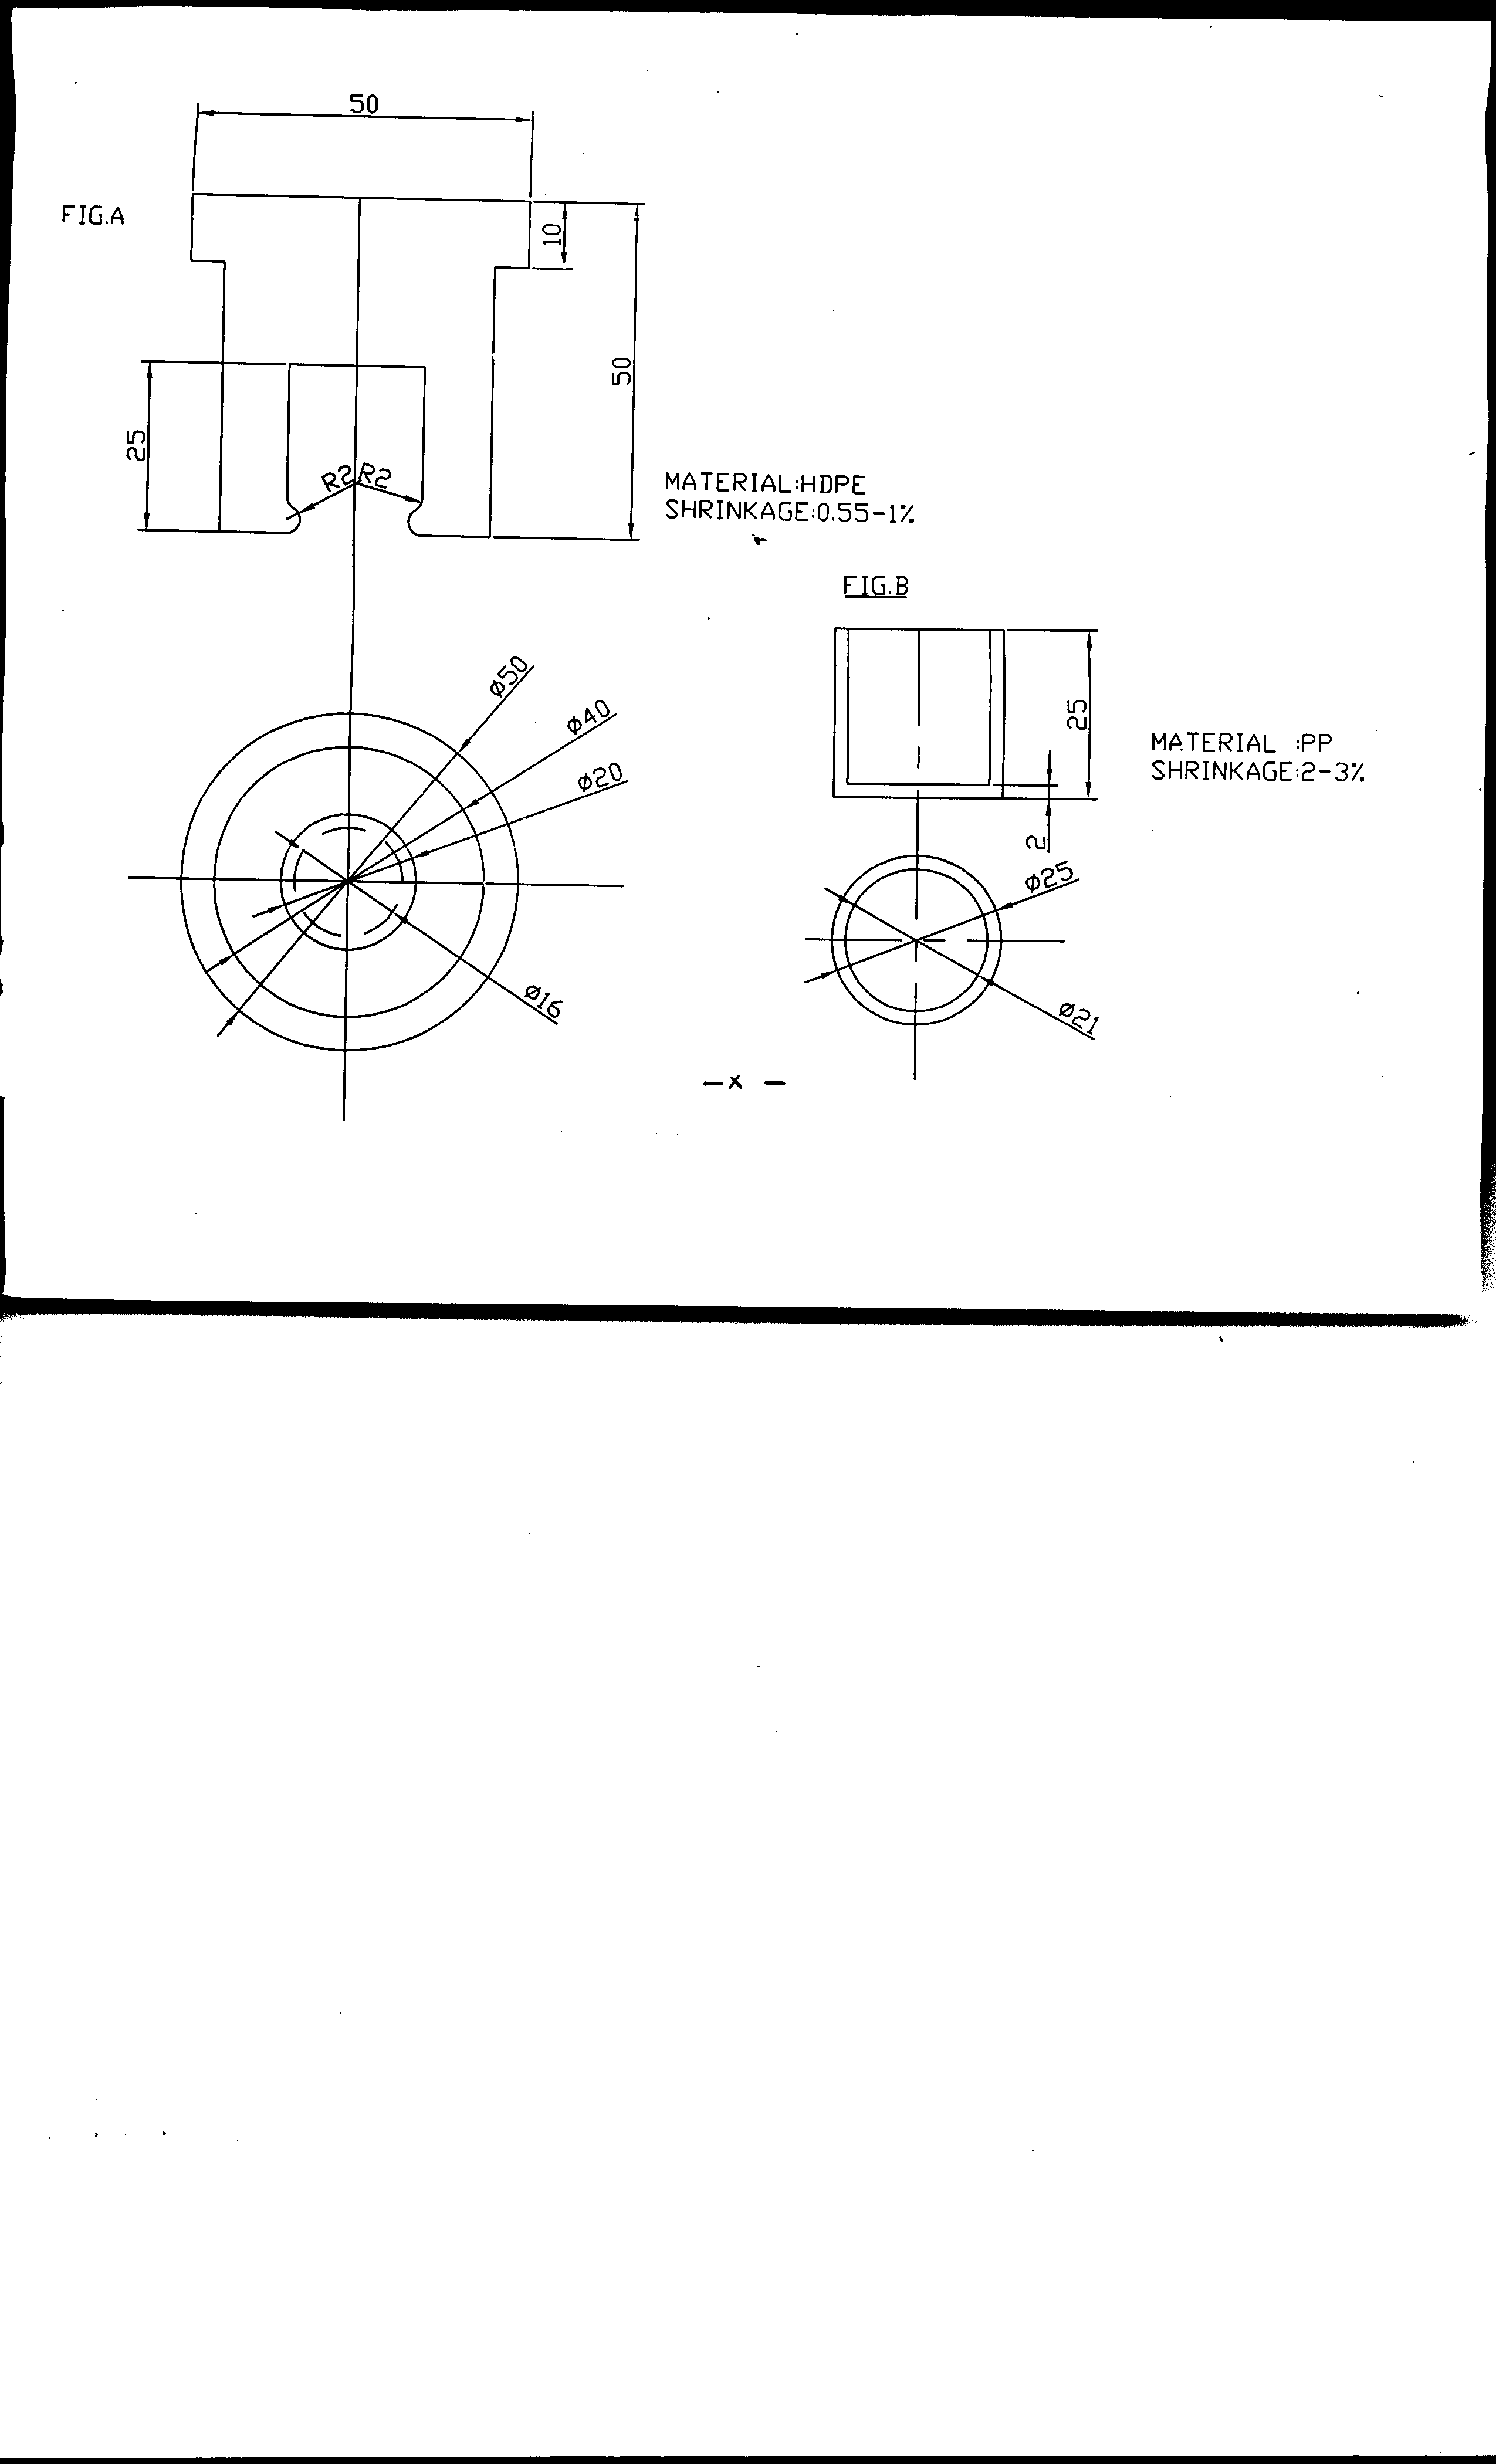 50
FIG.A
10
50
25
R2 R2
MATERIAL:HDPE
SHRINKAGE:0.55-1%
FIG.B
25
MATERIAL :PP
SHRINKAGE:2-3%
2
ø50
ø40
ø20
ø16
ø25
ø21
-x -